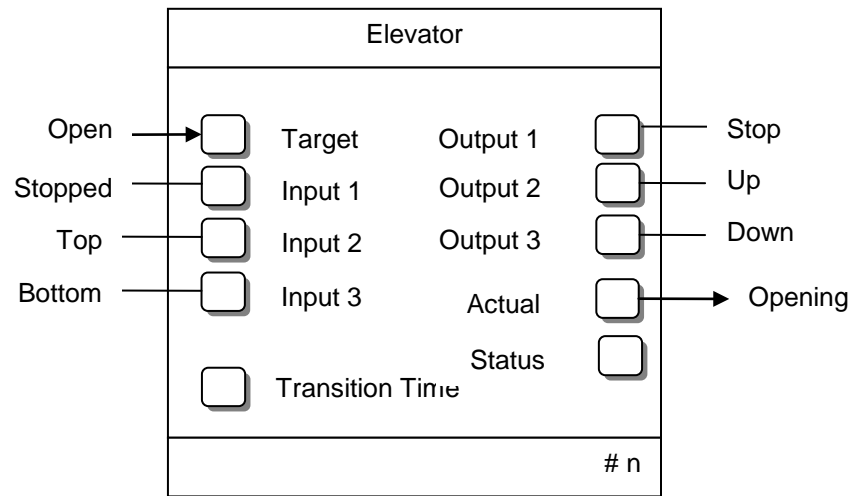 Elevator
Open Target Output 1 Stop
Stopped Input 1 Output 2 Up
Top Input 2 Output 3 Down
Bottom Input 3 Actual Opening
Status
Transition Time
# n